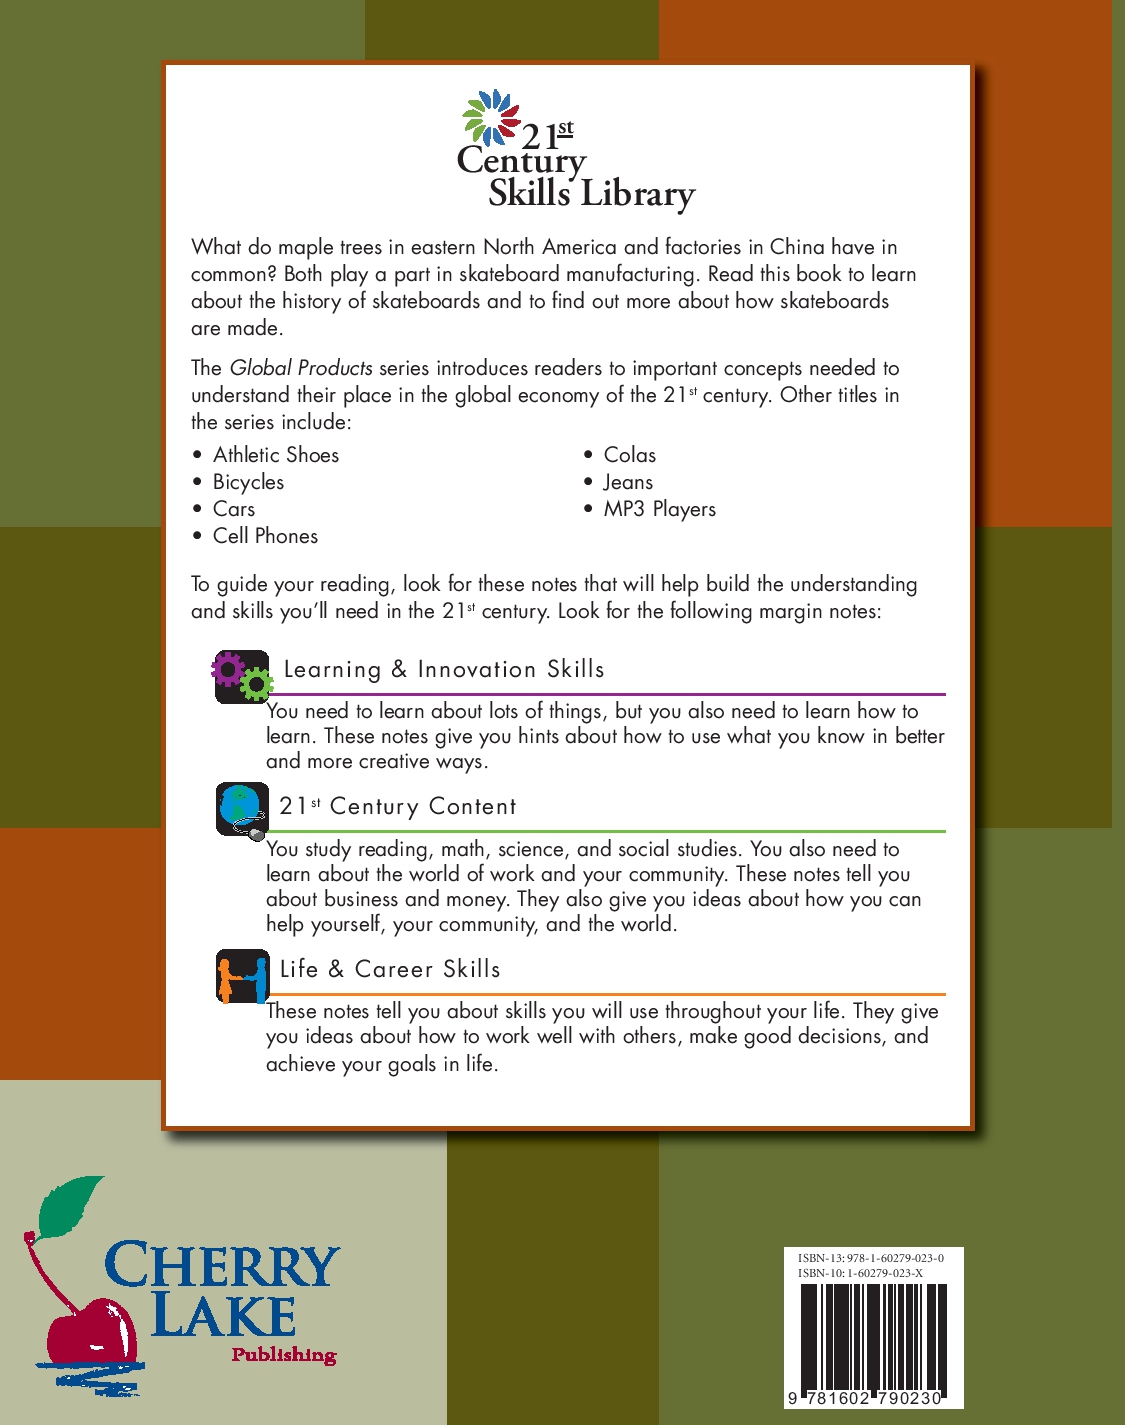 21st
Century
Skills Library
What do maple trees in eastern North America and factories in China have in
common? Both play a part in skateboard manufacturing. Read this book to learn
about the history of skateboards and to find out more about how skateboards
are made.
The Global Products series introduces readers to important concepts needed to
understand their place in the global economy of the 21st century. Other titles in
the series include:
• Athletic Shoes
• Bicycles
• Cars
• Cell Phones
• Colas
• Jeans
• MP3 Players
To guide your reading, look for these notes that will help build the understanding
and skills you'll need in the 21st century. Look for the following margin notes:
Learning & Innovation Skills
You need to learn about lots of things, but you also need to learn how to
learn. These notes give you hints about how to use what you know in better
and more creative ways.
21st Century Content
You study reading, math, science, and social studies. You also need to
learn about the world of work and your community. These notes tell you
about business and money. They also give you ideas about how you can
help yourself, your community, and the world.
Life & Career Skills
These notes tell you about skills you will use throughout your life. They give
you ideas about how to work well with others, make good decisions, and
achieve your goals in life.
CHERRY
LAKE
Publishing
ISBN-13: 978-1-60279-023-0
ISBN-10: 1-60279-023-X
9 781602 790230